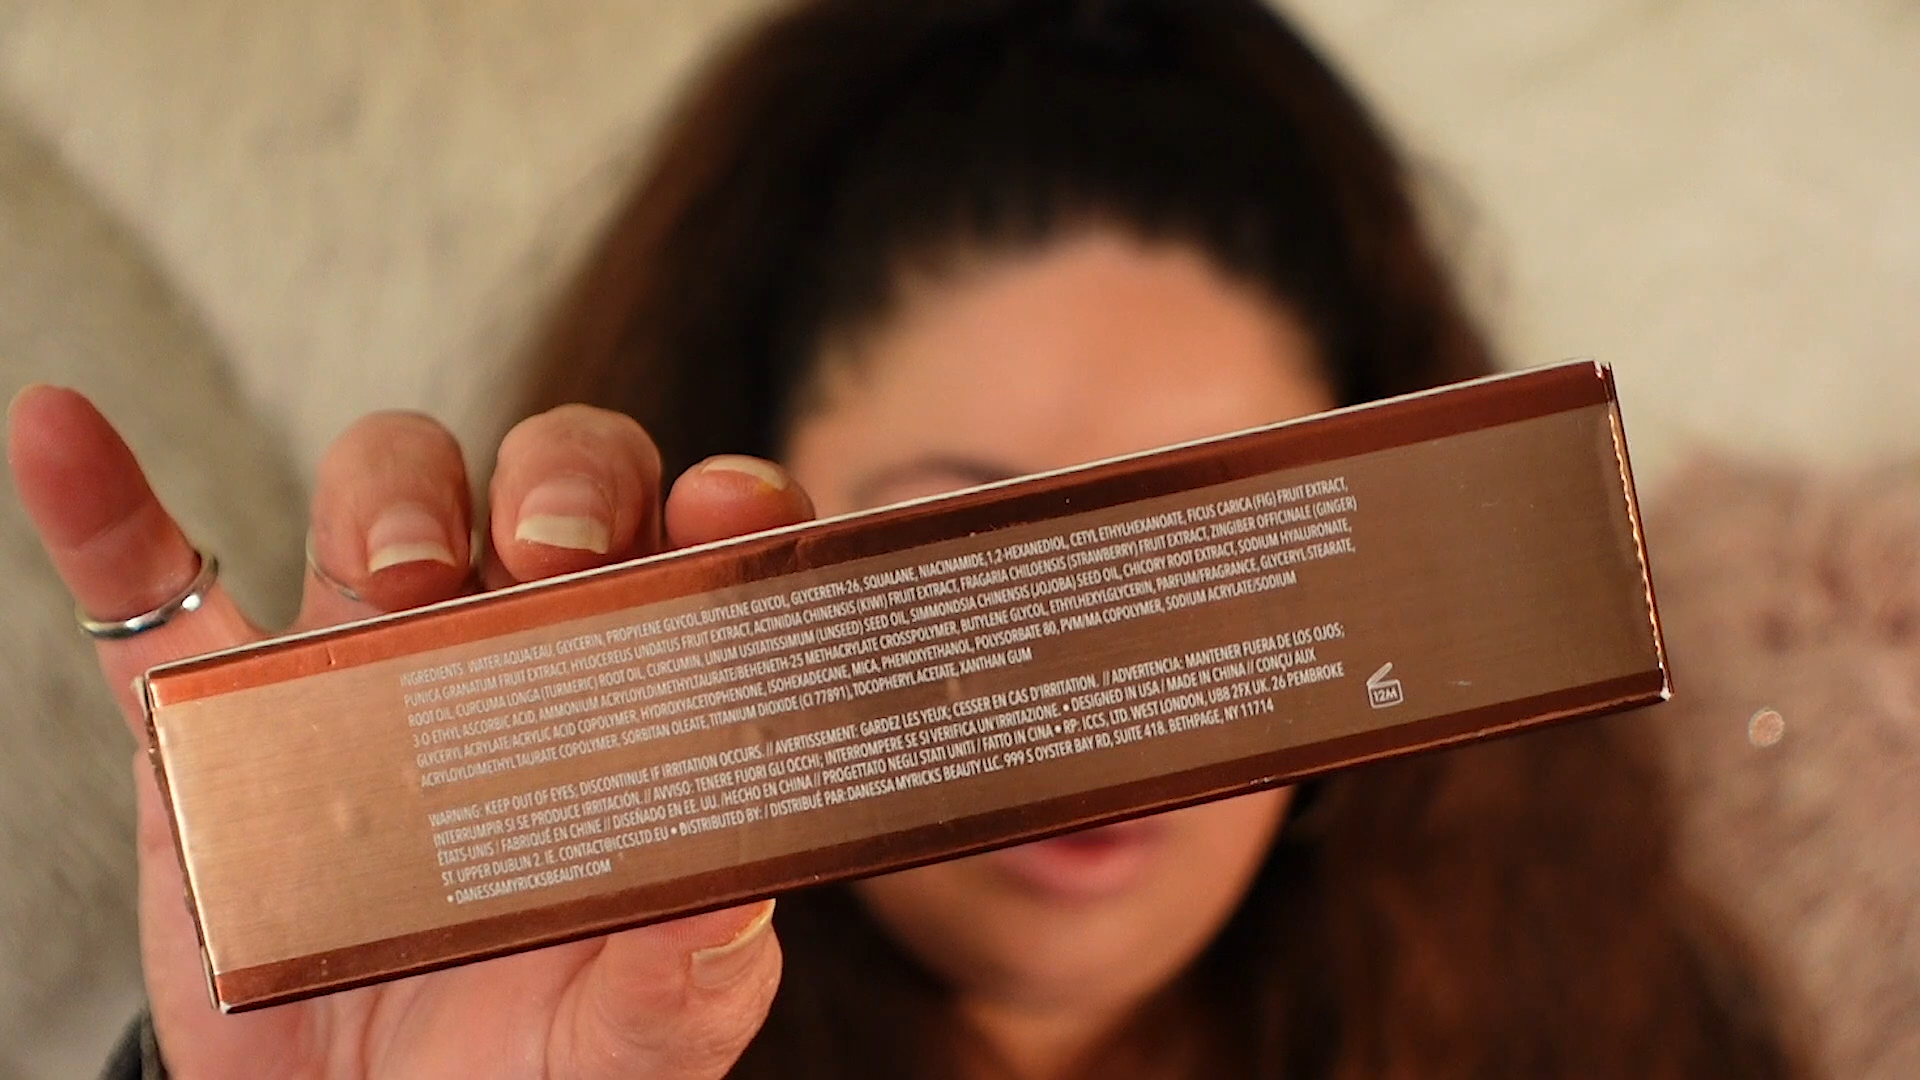 INGREDIENTS: WATER/AQUA/EAU, GLYCERIN, PROPYLENE GLYCOL, BUTYLENE GLYCOL, GLYCERETH-26, SQUALANE, NIACINAMIDE, 1,2-HEXANEDIOL, CETYL ETHYLHEXANOATE, FICUS CARICA (FIG) FRUIT EXTRACT,
PUNICA GRANATUM FRUIT EXTRACT, HYLOCEREUS UNDATUS FRUIT EXTRACT, ACTINIDIA CHINENSIS (KIWI) FRUIT EXTRACT, FRAGARIA CHILOENSIS (STRAWBERRY) FRUIT EXTRACT, ZINGIBER OFFICINALE (GINGER)
ROOT OIL, CURCUMA LONGA (TURMERIC) ROOT OIL, CURCUMIN, LINUM USITATISSIMUM (LINSEED) SEED OIL, SIMMONDSIA CHINENSIS (JOJOBA) SEED OIL, CHICORY ROOT EXTRACT, SODIUM HYALURONATE,
3-O ETHYL ASCORBIC ACID, AMMONIUM ACRYLOYLDIMETHYLTAURATE/BEHENETH-25 METHACRYLATE CROSSPOLYMER, BUTYLENE GLYCOL, ETHYLHEXYLGLYCERIN, PARFUM/FRAGRANCE, GLYCERYL STEARATE,
GLYCERYL ACRYLATE/ACRYLIC ACID COPOLYMER, HYDROXYACETOPHENONE, ISOHEXADECANE, MICA, PHENOXYETHANOL, POLYSORBATE 80, PVM/MA COPOLYMER, SODIUM ACRYLATE/SODIUM
ACRYLOYLDIMETHYL TAURATE COPOLYMER, SORBITAN OLEATE, TITANIUM DIOXIDE (CI 77891), TOCOPHERYL ACETATE, XANTHAN GUM
WARNING: KEEP OUT OF EYES; DISCONTINUE IF IRRITATION OCCURS. // AVERTISSEMENT: GARDEZ LES YEUX; CESSER EN CAS D'IRRITATION. // ADVERTENCIA: MANTENER FUERA DE LOS OJOS;
INTERRUMPIR SI SE PRODUCE IRRITACIÓN. // AVVISO: TENERE FUORI GLI OCCHI; INTERROMPERE SE SI VERIFICA UN'IRRITAZIONE. • DESIGNED IN USA / MADE IN CHINA // CONÇU AUX
ÉTATS-UNIS / FABRIQUÉ EN CHINE // DISEÑADO EN EE. UU. /HECHO EN CHINA // PROGETTATO NEGLI STATI UNITI / FATTO IN CINA • RP: ICCS, LTD. WEST LONDON, UB8 2FX UK. 26 PEMBROKE
ST. UPPER DUBLIN 2. IE. CONTACT@ICCSLTD.EU • DISTRIBUTED BY: / DISTRIBUÉ PAR:DANESSA MYRICKS BEAUTY LLC. 999 S OYSTER BAY RD, SUITE 418. BETHPAGE, NY 11714
• DANESSAMYRICKSBEAUTY.COM
12M